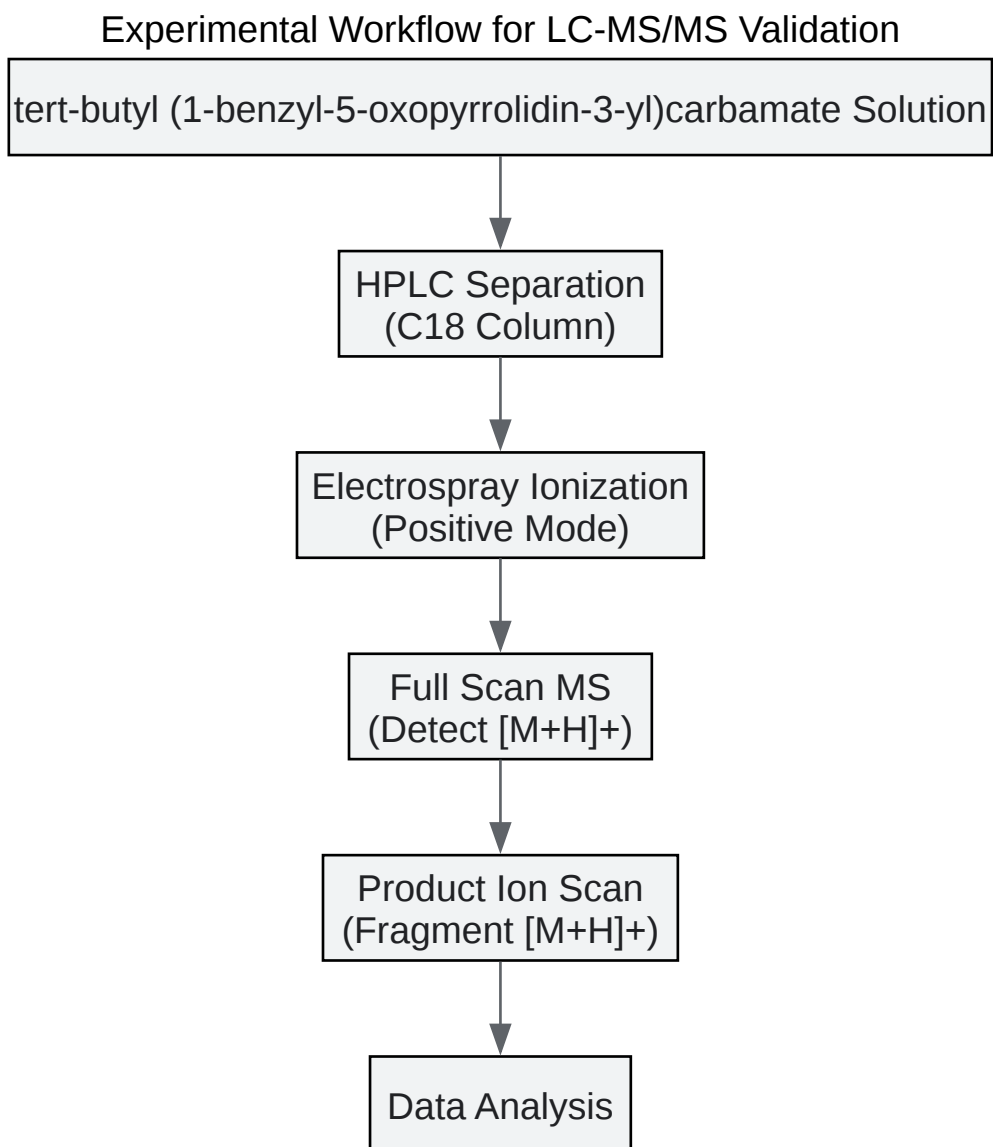 Experimental Workflow for LC-MS/MS Validation
tert-butyl (1-benzyl-5-oxopyrrolidin-3-yl)carbamate Solution
HPLC Separation
(C18 Column)
Electrospray Ionization
(Positive Mode)
Full Scan MS
(Detect [M+H]+)
Product Ion Scan
(Fragment [M+H]+)
Data Analysis